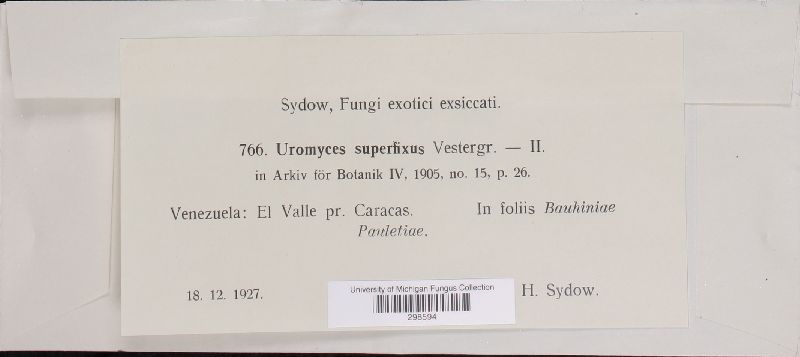 Sydow, Fungi exotici exsiccati.
766. Uromyces superfixus Vestergr. — II.
in Arkiv för Botanik IV, 1905, no. 15, p. 26.
Venezuela: El Valle pr. Caracas. In foliis Bauhiniae
Pauletiae.
18. 12. 1927. H. Sydow.
University of Michigan Fungus Collection
298594